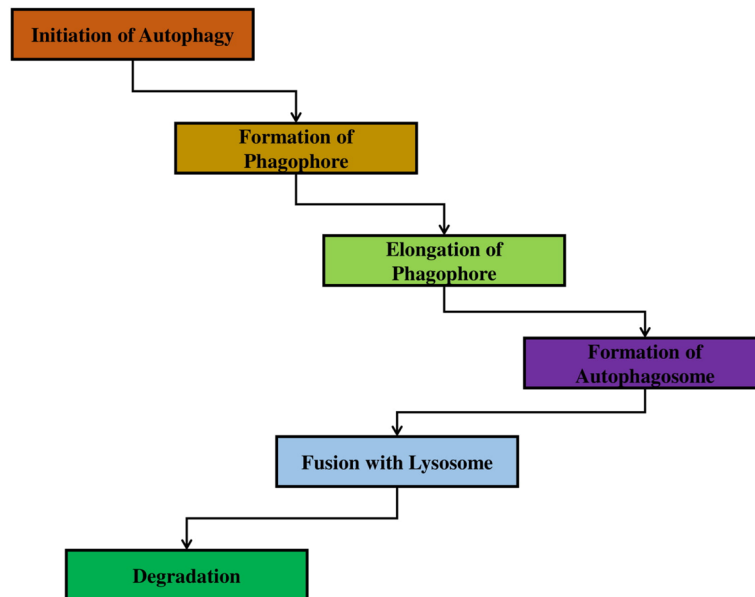 Initiation of Autophagy
Formation of
Phagophore
Elongation of
Phagophore
Formation of
Autophagosome
Fusion with Lysosome
Degradation